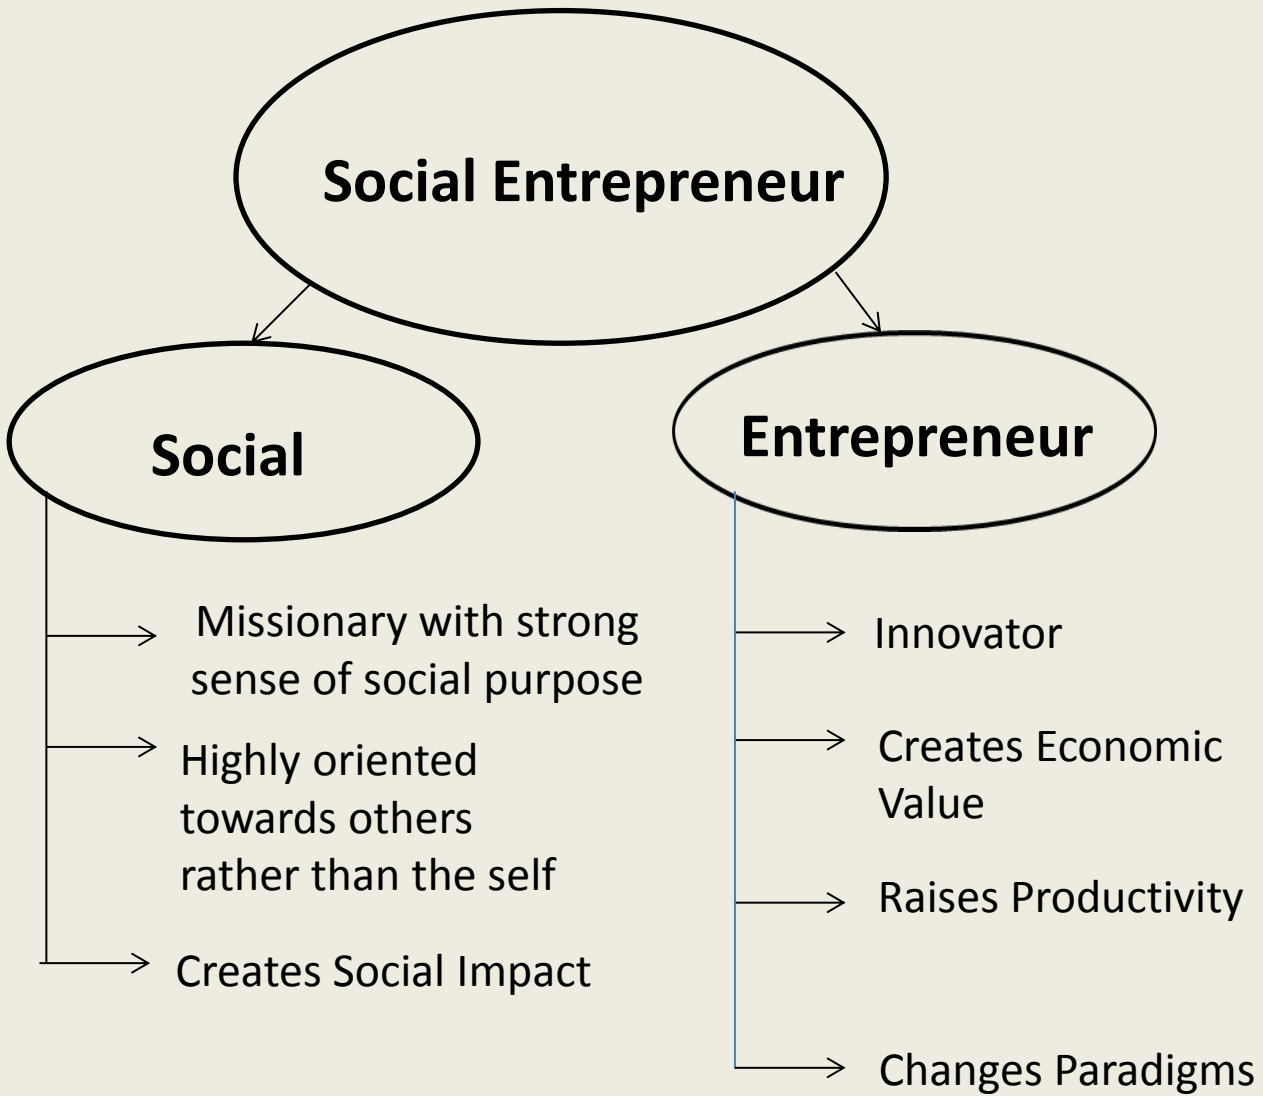 Social Entrepreneur
Social
Entrepreneur
Missionary with strong
sense of social purpose
Highly oriented
towards others
rather than the self
Creates Social Impact
Innovator
Creates Economic
Value
Raises Productivity
Changes Paradigms